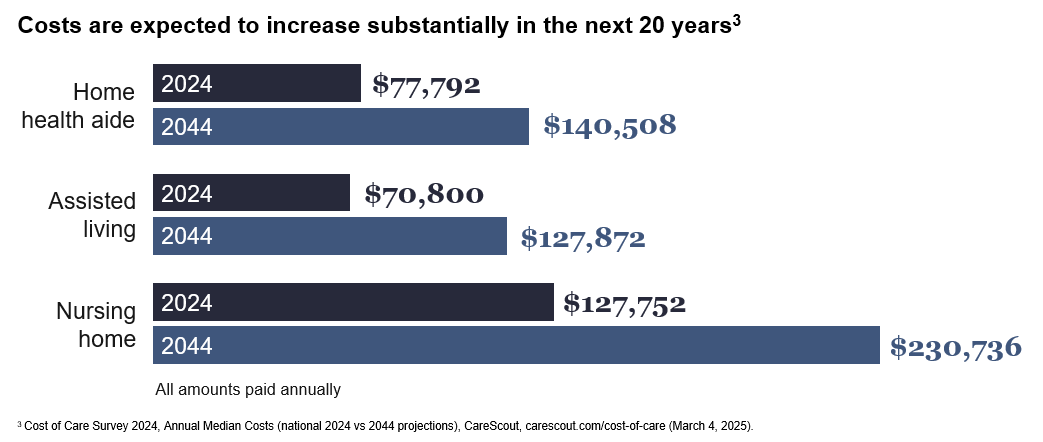 Costs are expected to increase substantially in the next 20 years³
Home
health aide
2024
$77,792
2044
$140,508
Assisted
living
2024
$70,800
2044
$127,872
Nursing
home
2024
$127,752
2044
$230,736
All amounts paid annually
³ Cost of Care Survey 2024, Annual Median Costs (national 2024 vs 2044 projections), CareScout, carescout.com/cost-of-care (March 4, 2025).